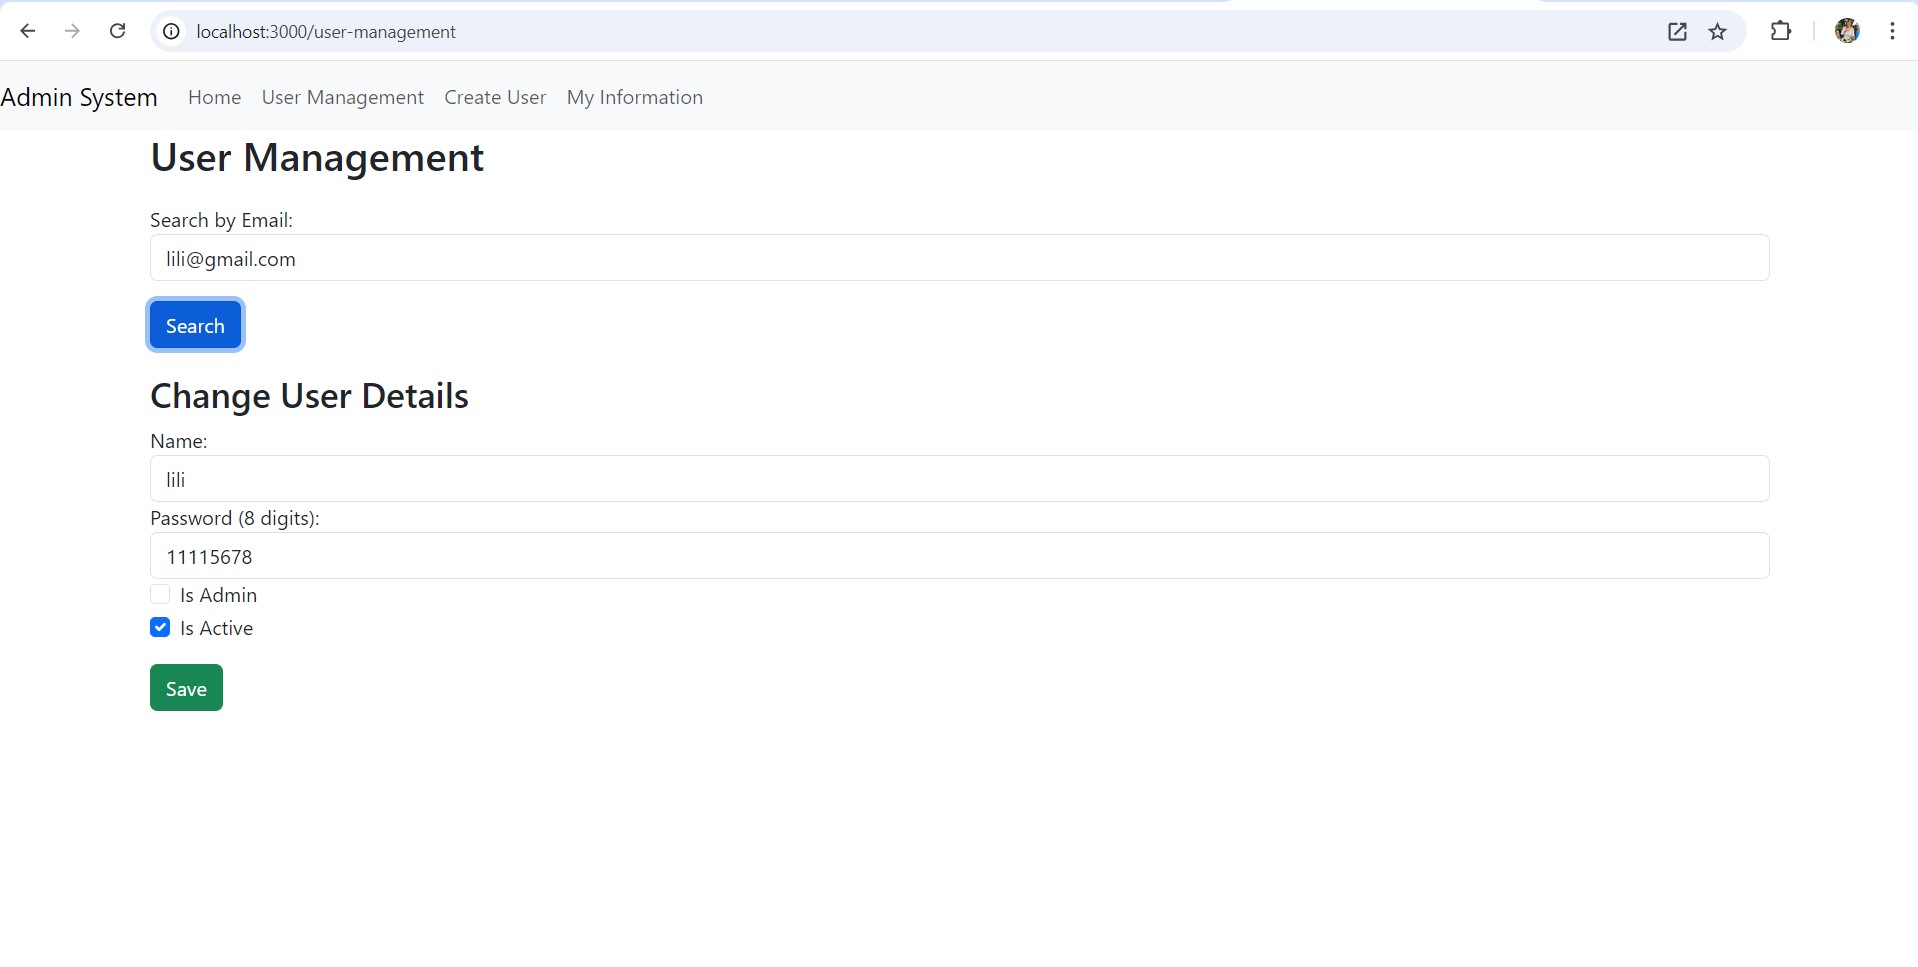 localhost:3000/user-management
Admin System Home User Management Create User My Information
User Management
Search by Email:
lili@gmail.com
Search
Change User Details
Name:
lili
Password (8 digits):
11115678
Is Admin
Is Active
Save